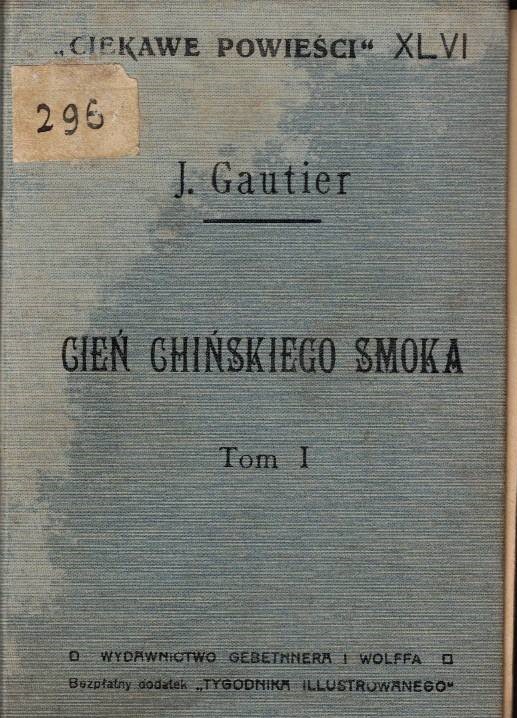 „CIEKAWE POWIEŚCI“ XLVI
296
J. Gautier
CIEŃ CHIŃSKIEGO SMOKA
Tom I
WYDAWNICTWO GEBETHNERA I WOLFFA
Bezpłatny dodatek „TYGODNIKA ILLUSTROWANEGO“